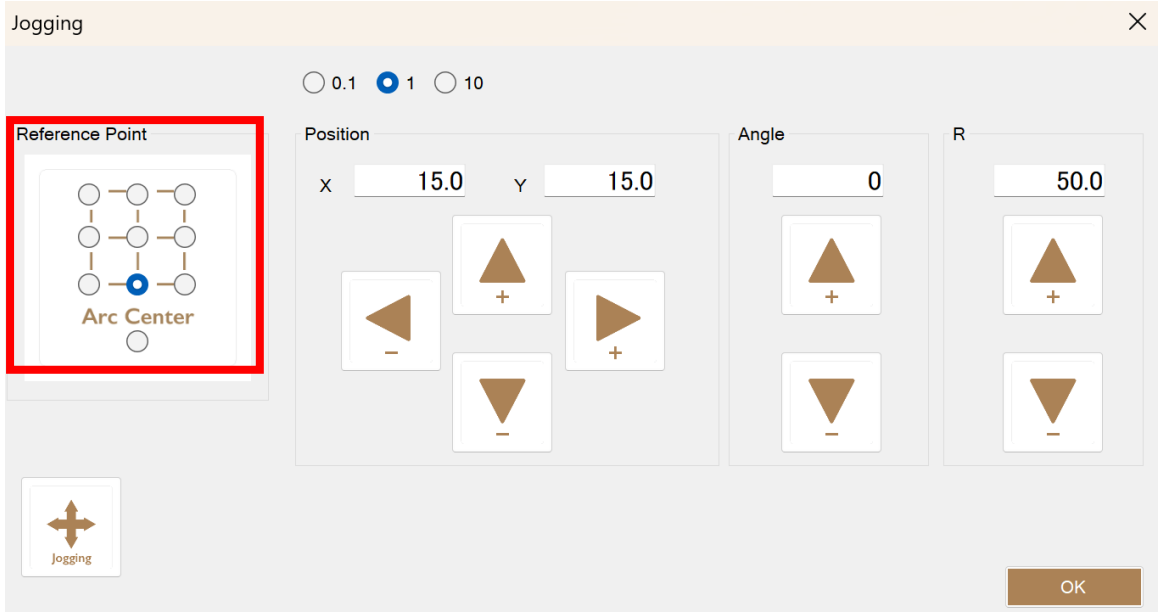 Jogging
0.1 1 10
Reference Point
Arc Center
Position
X 15.0 Y 15.0
+
−
+
−
Angle
0
+
−
R
50.0
+
−
Jogging
OK